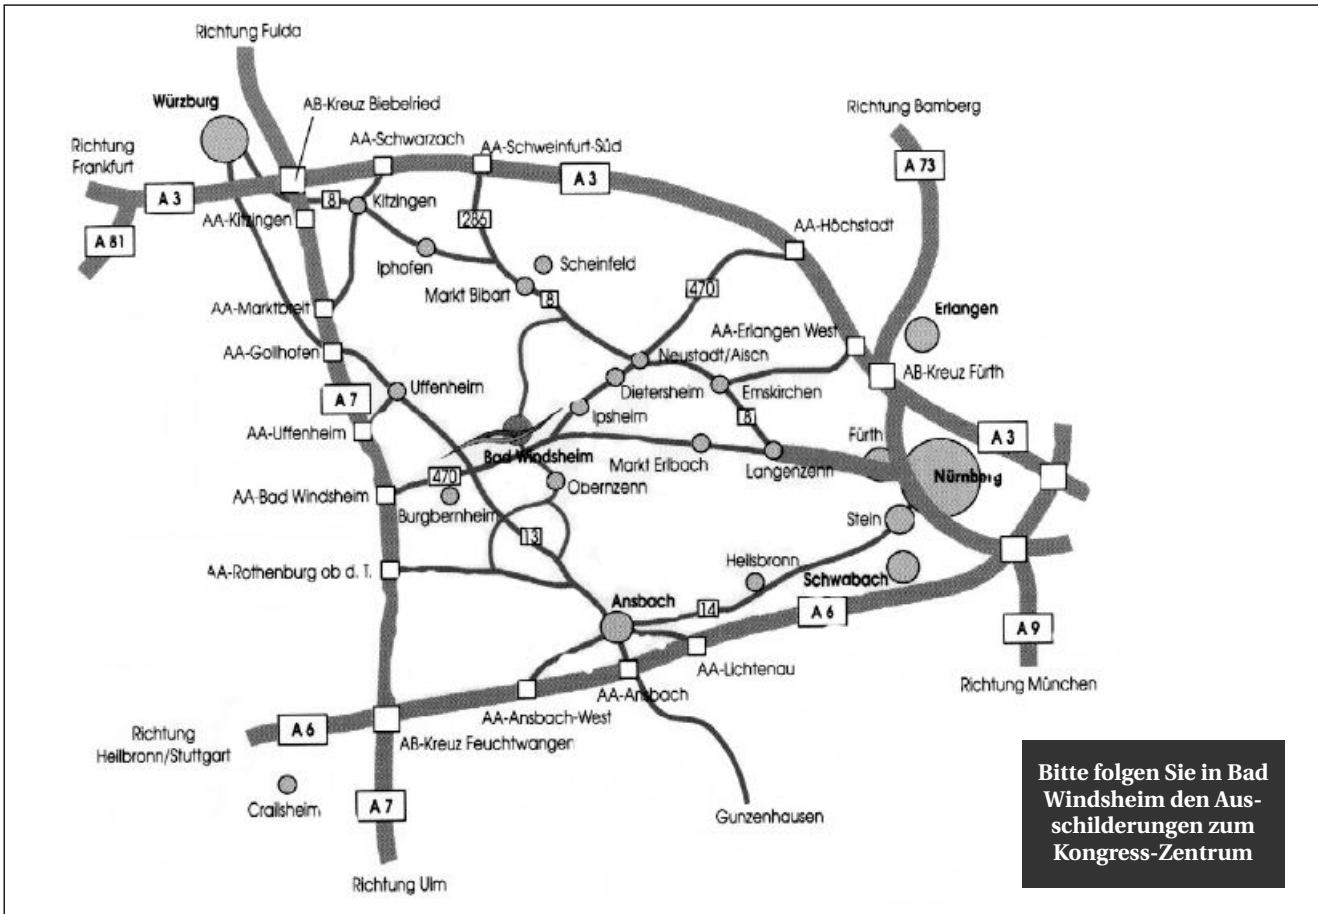 Richtung Fulda
Würzburg
AB-Kreuz Biebelried
Richtung Bamberg
Richtung
Frankfurt
AA-Schwarzach
AA-Schweinfurt-Süd
A 3
A 3
A 73
A 81
AA-Kitzingen
8
Kitzingen
286
AA-Höchstadt
Iphofen
Scheinfeld
Markt Bibart
8
470
AA-Marktbreit
Erlangen
AA-Erlangen West
AA-Gollhofen
Neustadt/Aisch
AB-Kreuz Fürth
Uffenheim
Dietersheim
Emskirchen
A 7
Ipsheim
8
AA-Uffenheim
Fürth
A 3
Bad Windsheim
Markt Erlbach
Langenzenn
470
Nürnberg
AA-Bad Windsheim
Obernzenn
Burgbernheim
Stein
13
AA-Rothenburg ob d. T.
Heilsbronn
Schwabach
Ansbach
14
A 6
A 9
AA-Lichtenau
Richtung München
AA-Ansbach
AA-Ansbach-West
A 6
Richtung
Heilbronn/Stuttgart
AB-Kreuz Feuchtwangen
Crailsheim
A 7
Gunzenhausen
Richtung Ulm
Bitte folgen Sie in Bad
Windsheim den Aus-
schilderungen zum
Kongress-Zentrum